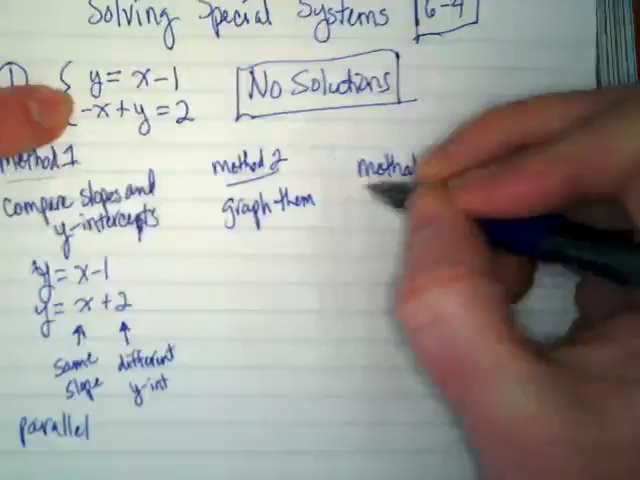 Solving Special Systems 6-4
1 { y = x - 1
-x + y = 2
No Solutions
Method 1
Compare slopes and
y-intercepts
y = x - 1
y = x + 2
same
slope
different
y-int
parallel
method 2
graph them